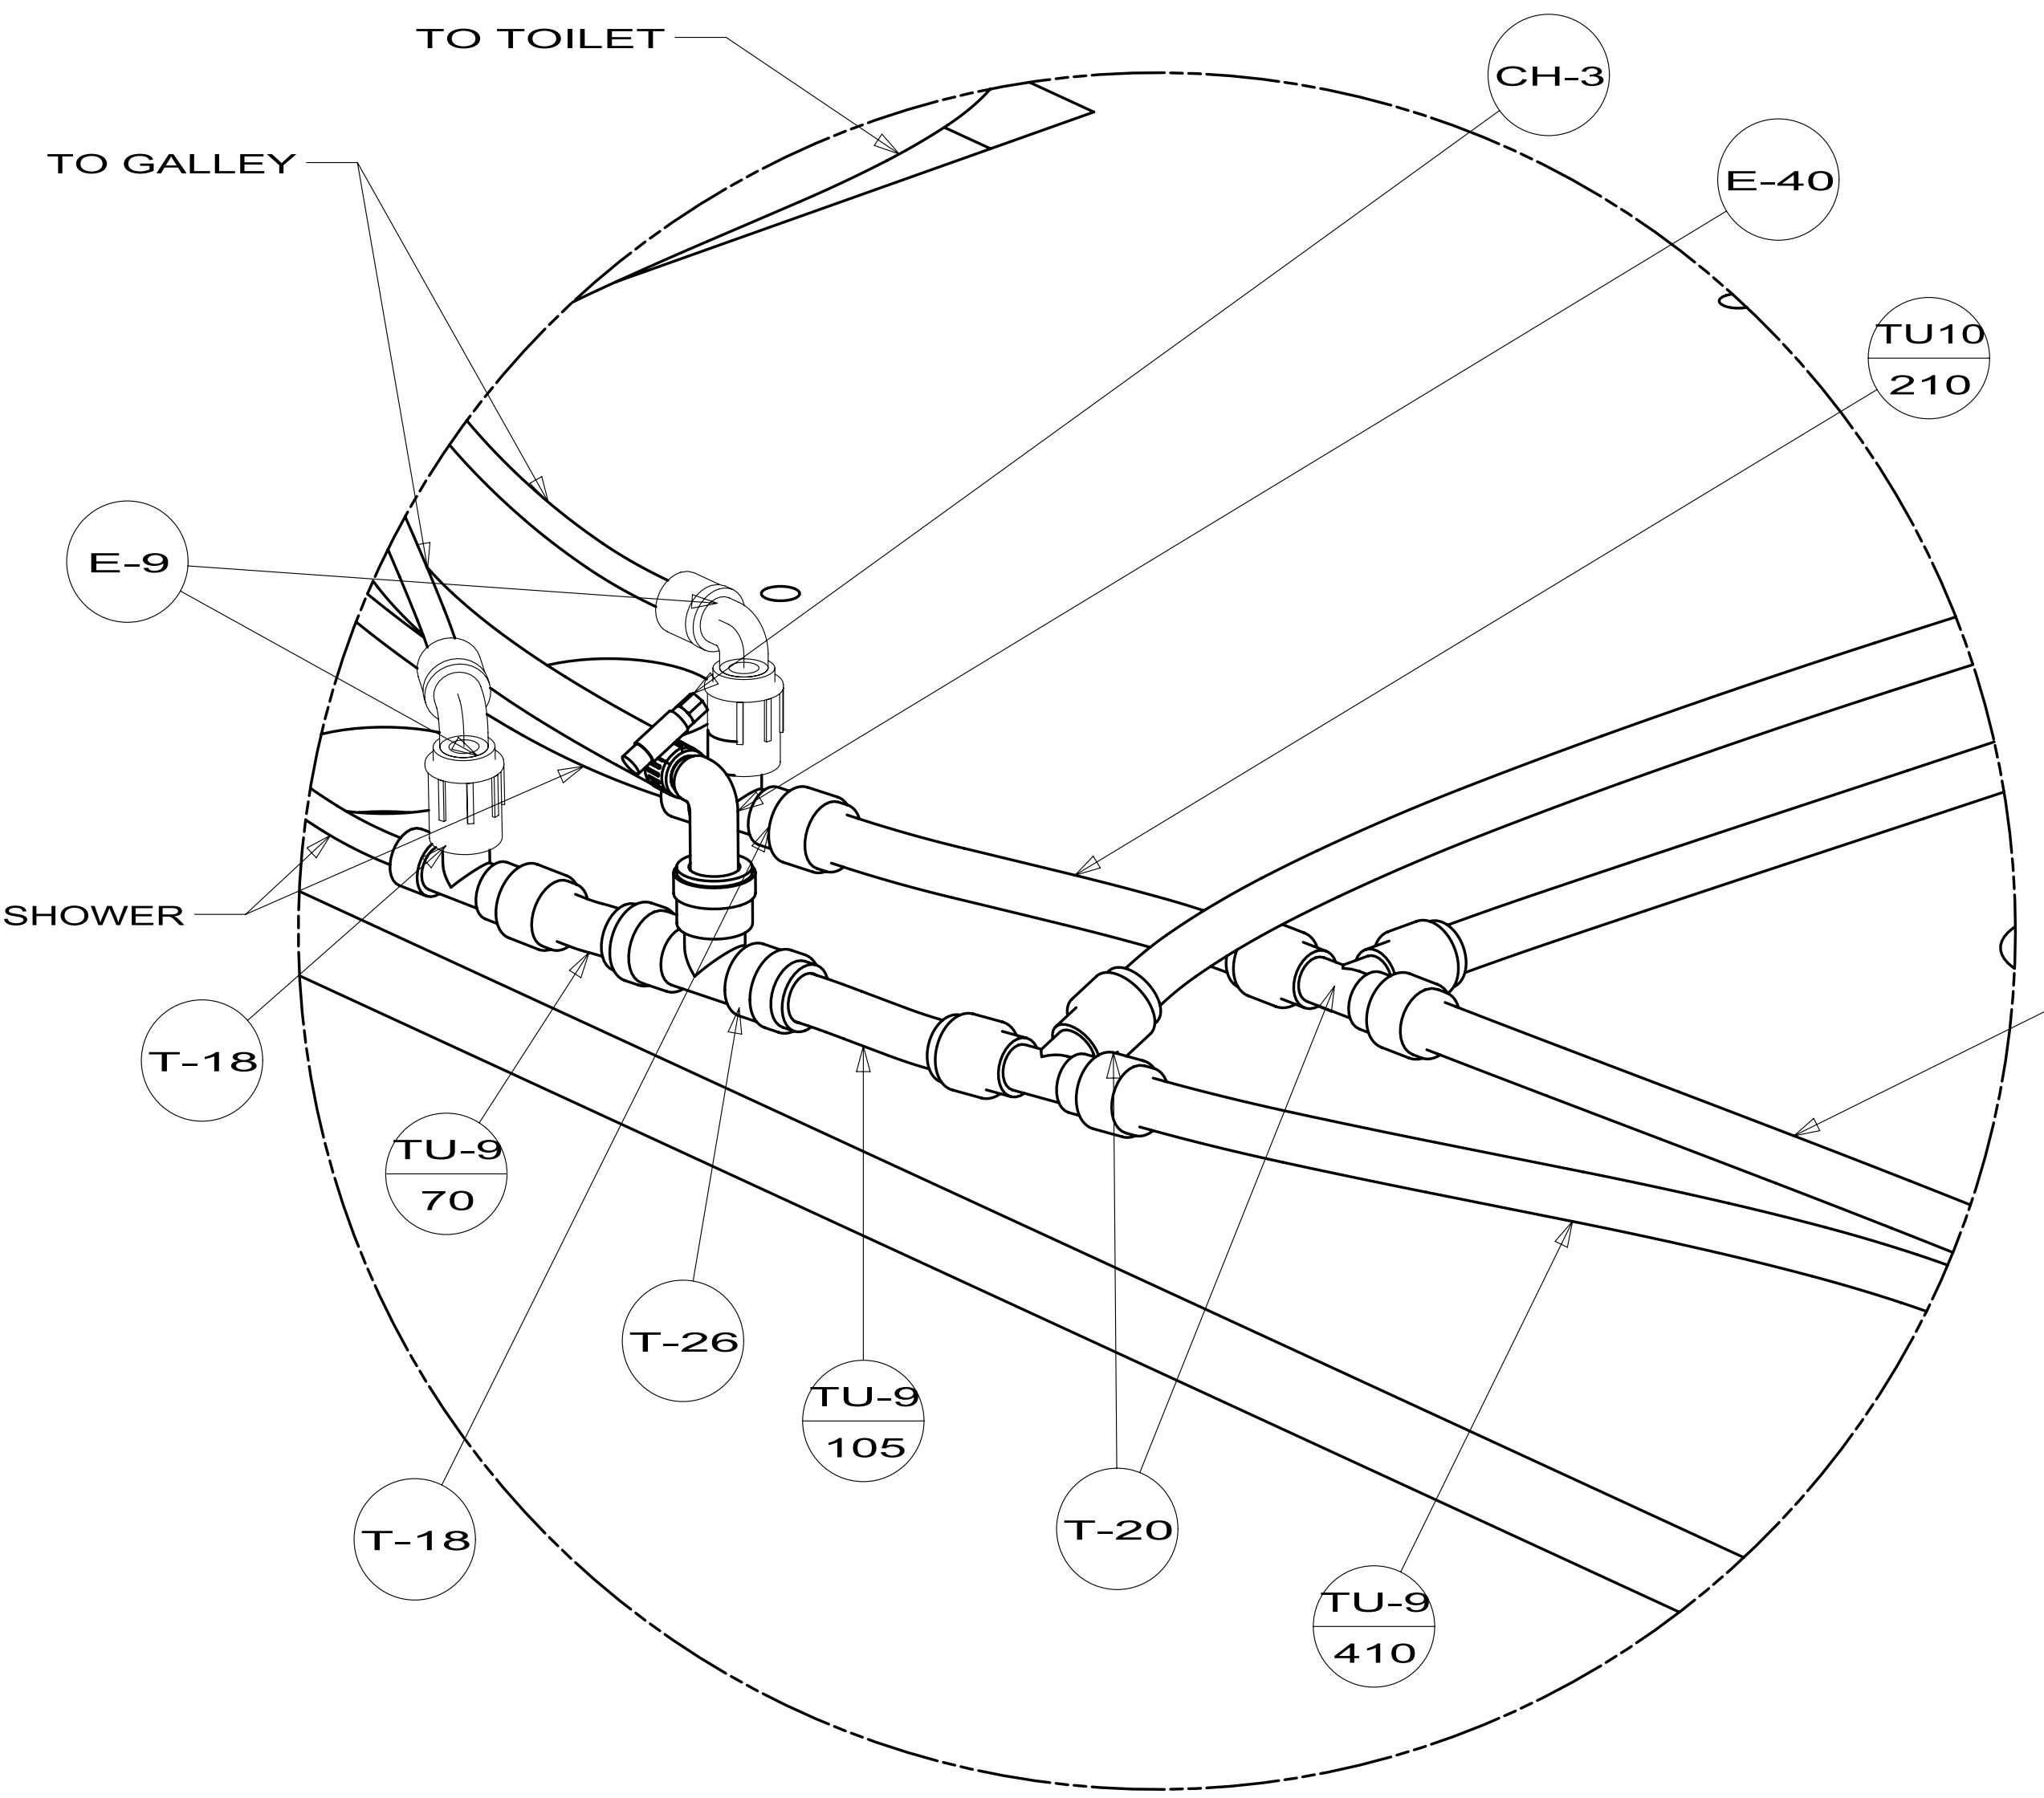 TO TOILET
CH-3
TO GALLEY
E-40
TU10
210
E-9
SHOWER
T-18
TU-9
70
T-26
TU-9
105
T-18
T-20
TU-9
410